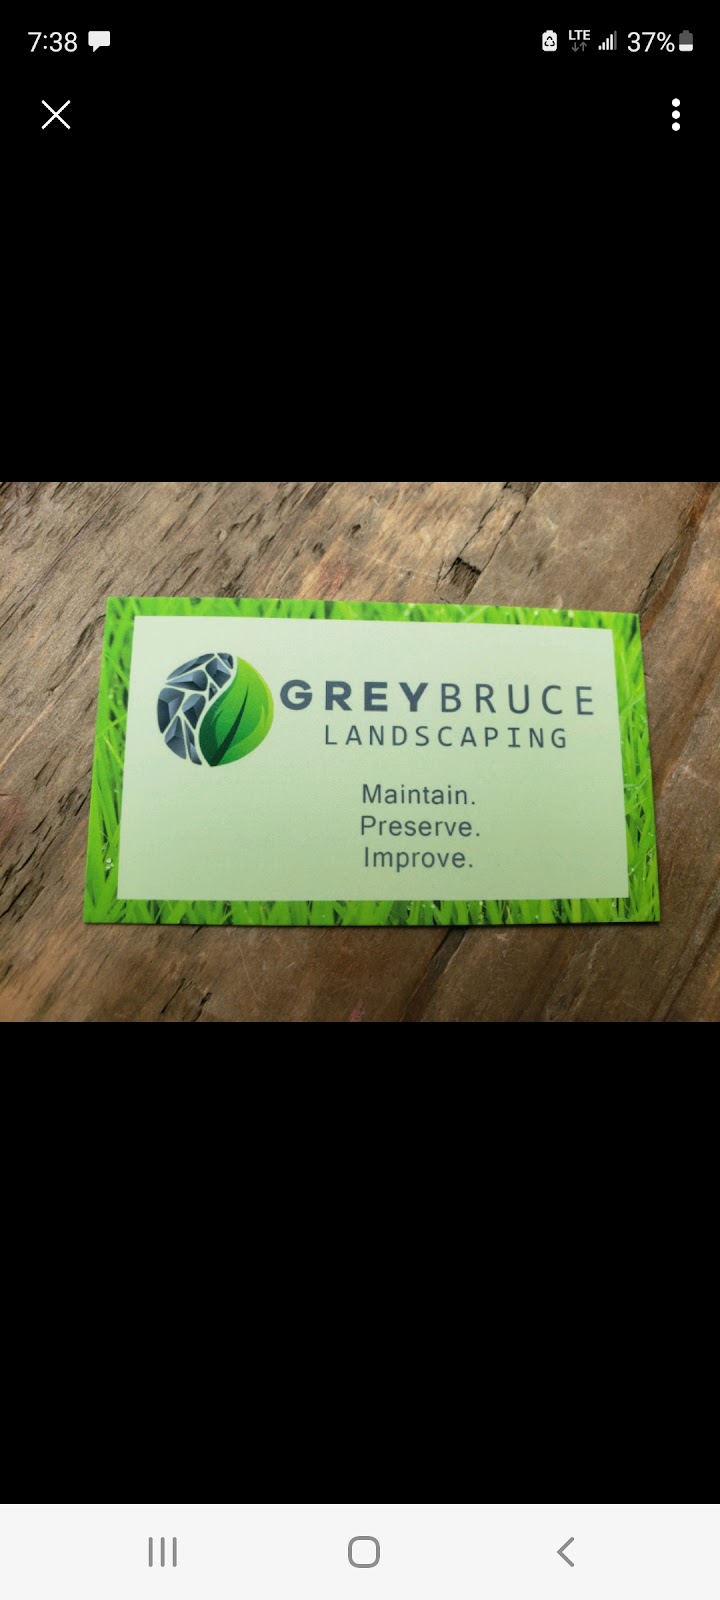 7:38 LTE 37%
GREYBRUCE
LANDSCAPING
Maintain.
Preserve.
Improve.